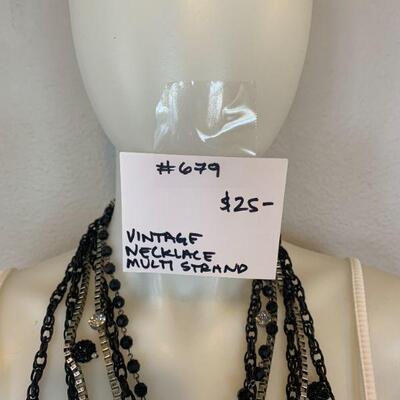 #679
$25-
VINTAGE
NECKLACE
MULTI STRAND